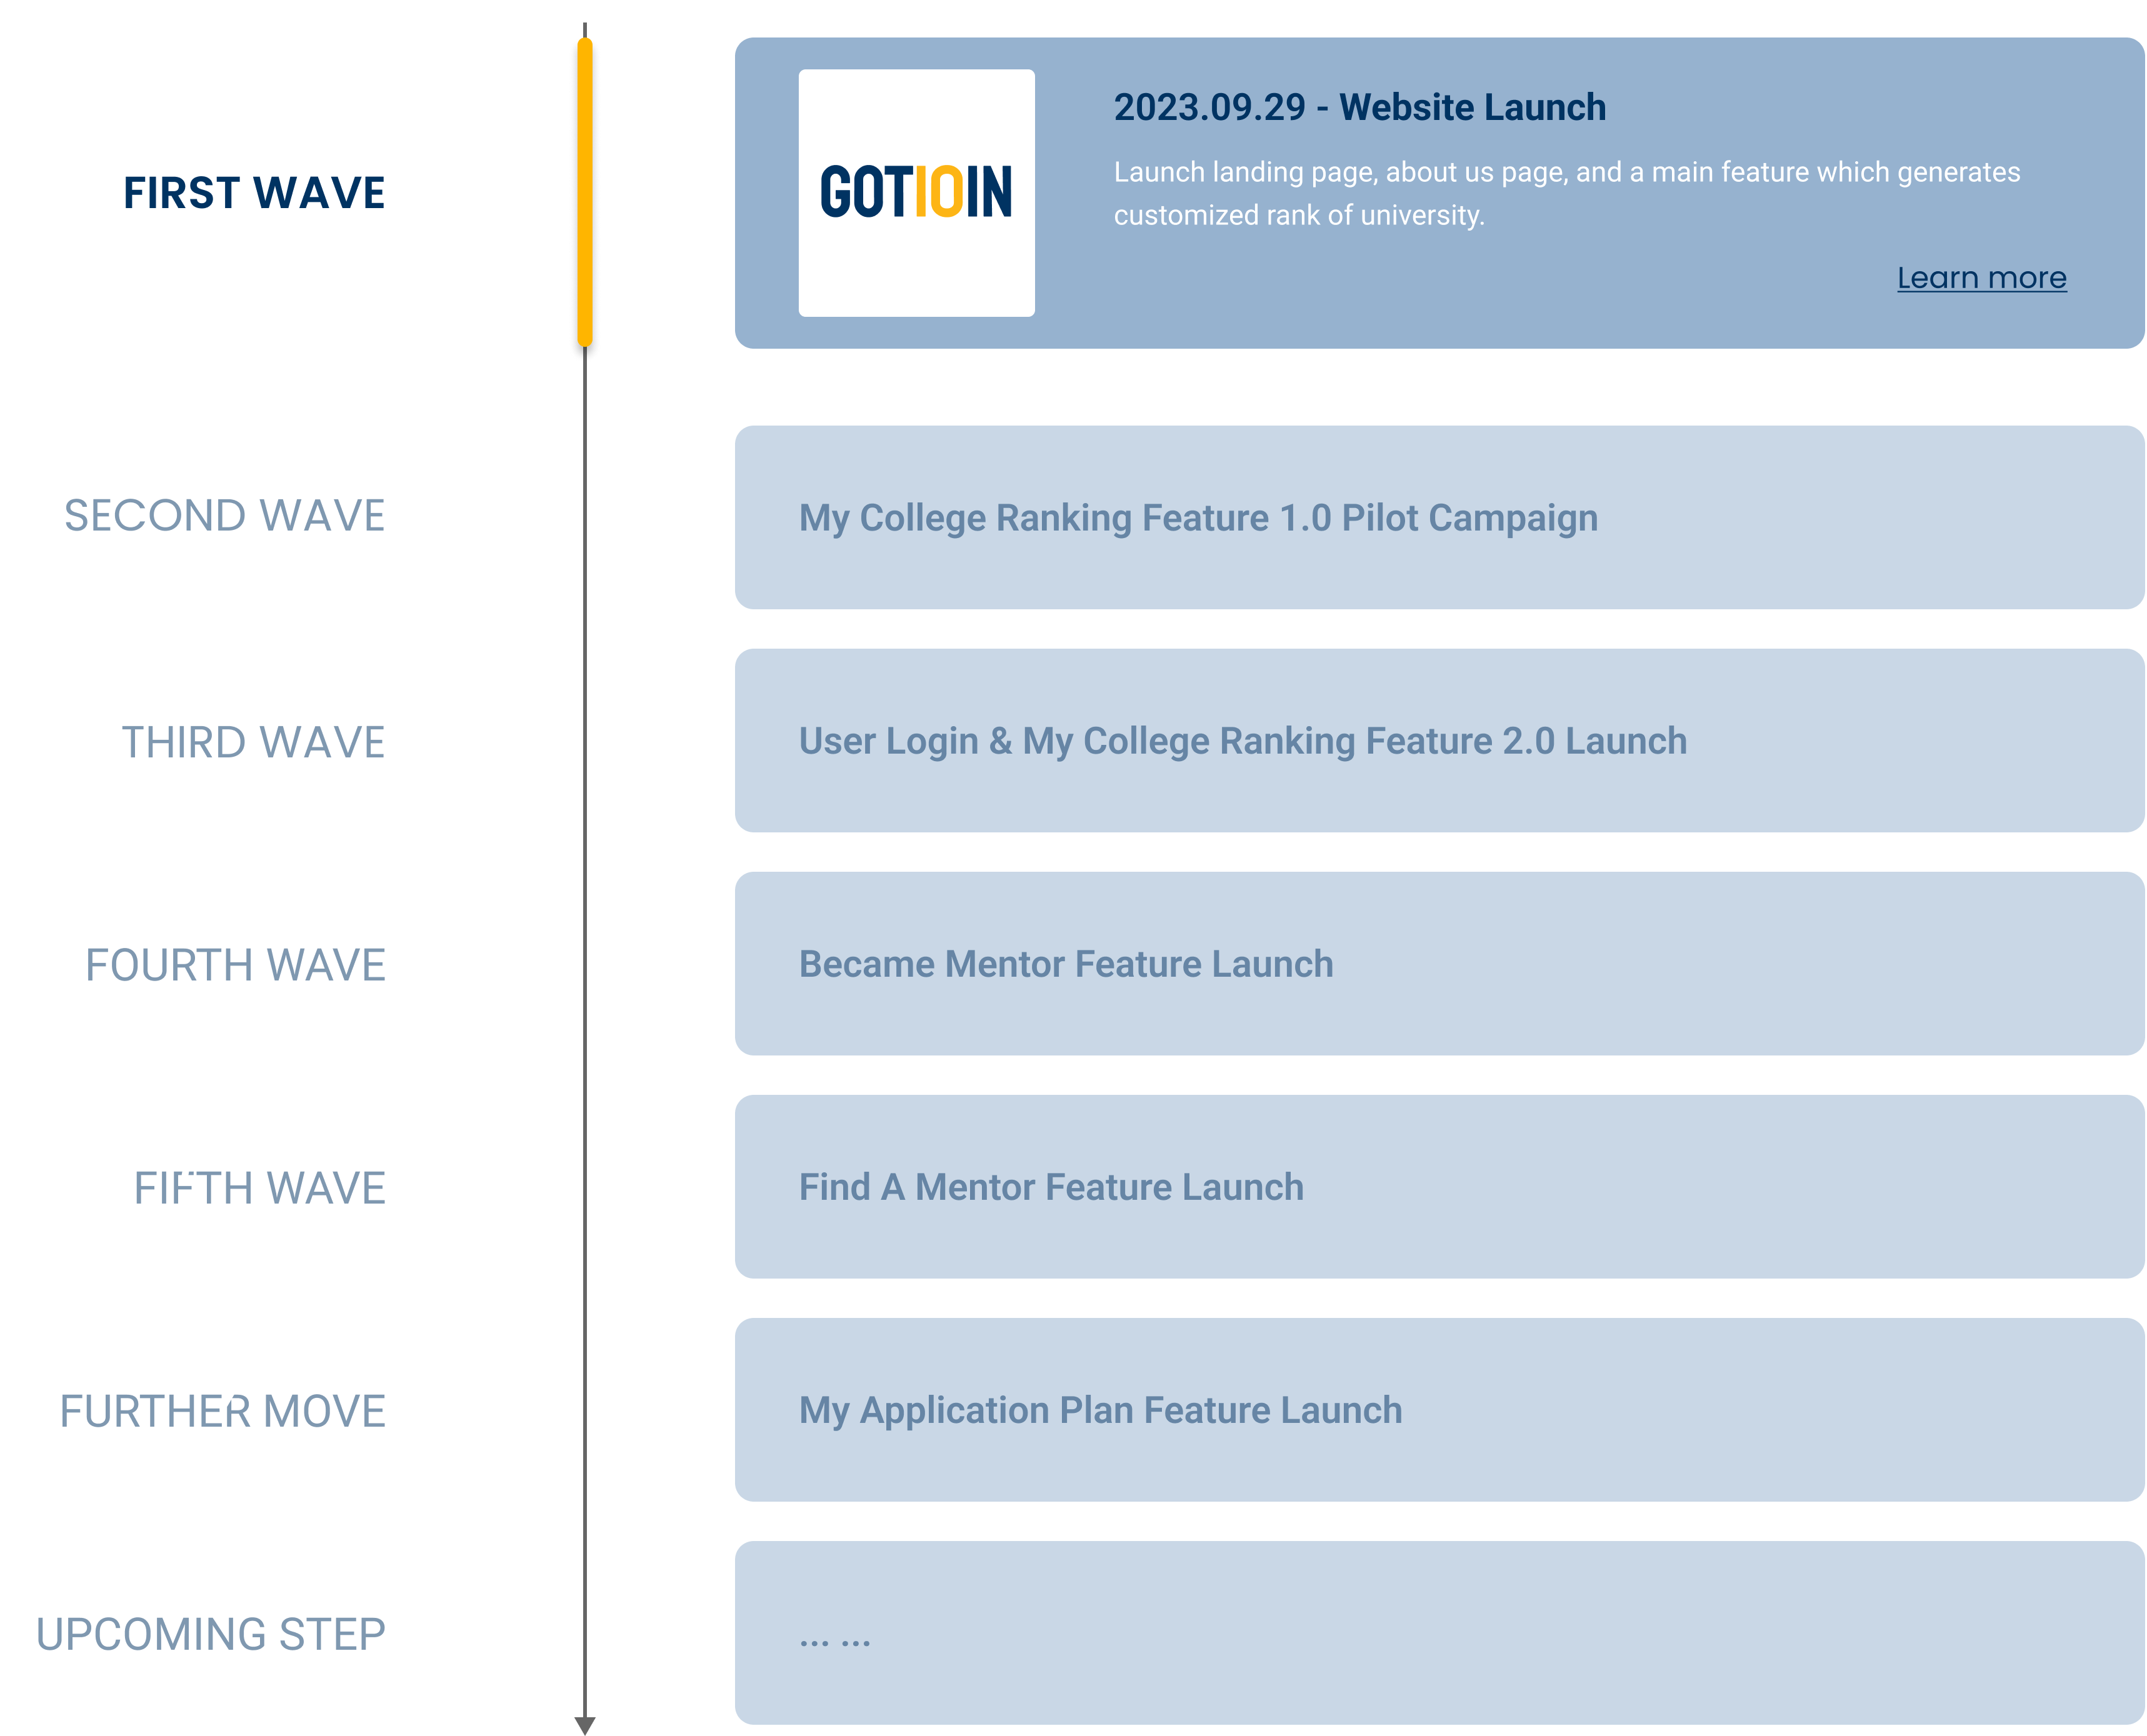 FIRST WAVE
GOTIOIN
2023.09.29 - Website Launch
Launch landing page, about us page, and a main feature which generates
customized rank of university.
Learn more
SECOND WAVE
My College Ranking Feature 1.0 Pilot Campaign
THIRD WAVE
User Login & My College Ranking Feature 2.0 Launch
FOURTH WAVE
Became Mentor Feature Launch
FIFTH WAVE
Find A Mentor Feature Launch
FURTHER MOVE
My Application Plan Feature Launch
UPCOMING STEP
... ...